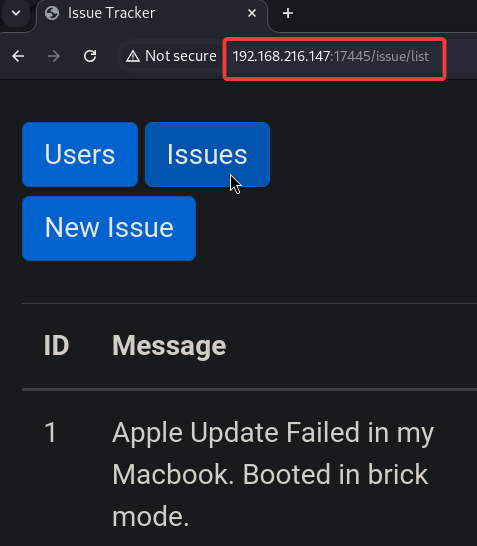 Issue Tracker
Not secure 192.168.216.147:17445/issue/list
Users Issues
New Issue
ID Message
1 Apple Update Failed in my
Macbook. Booted in brick
mode.